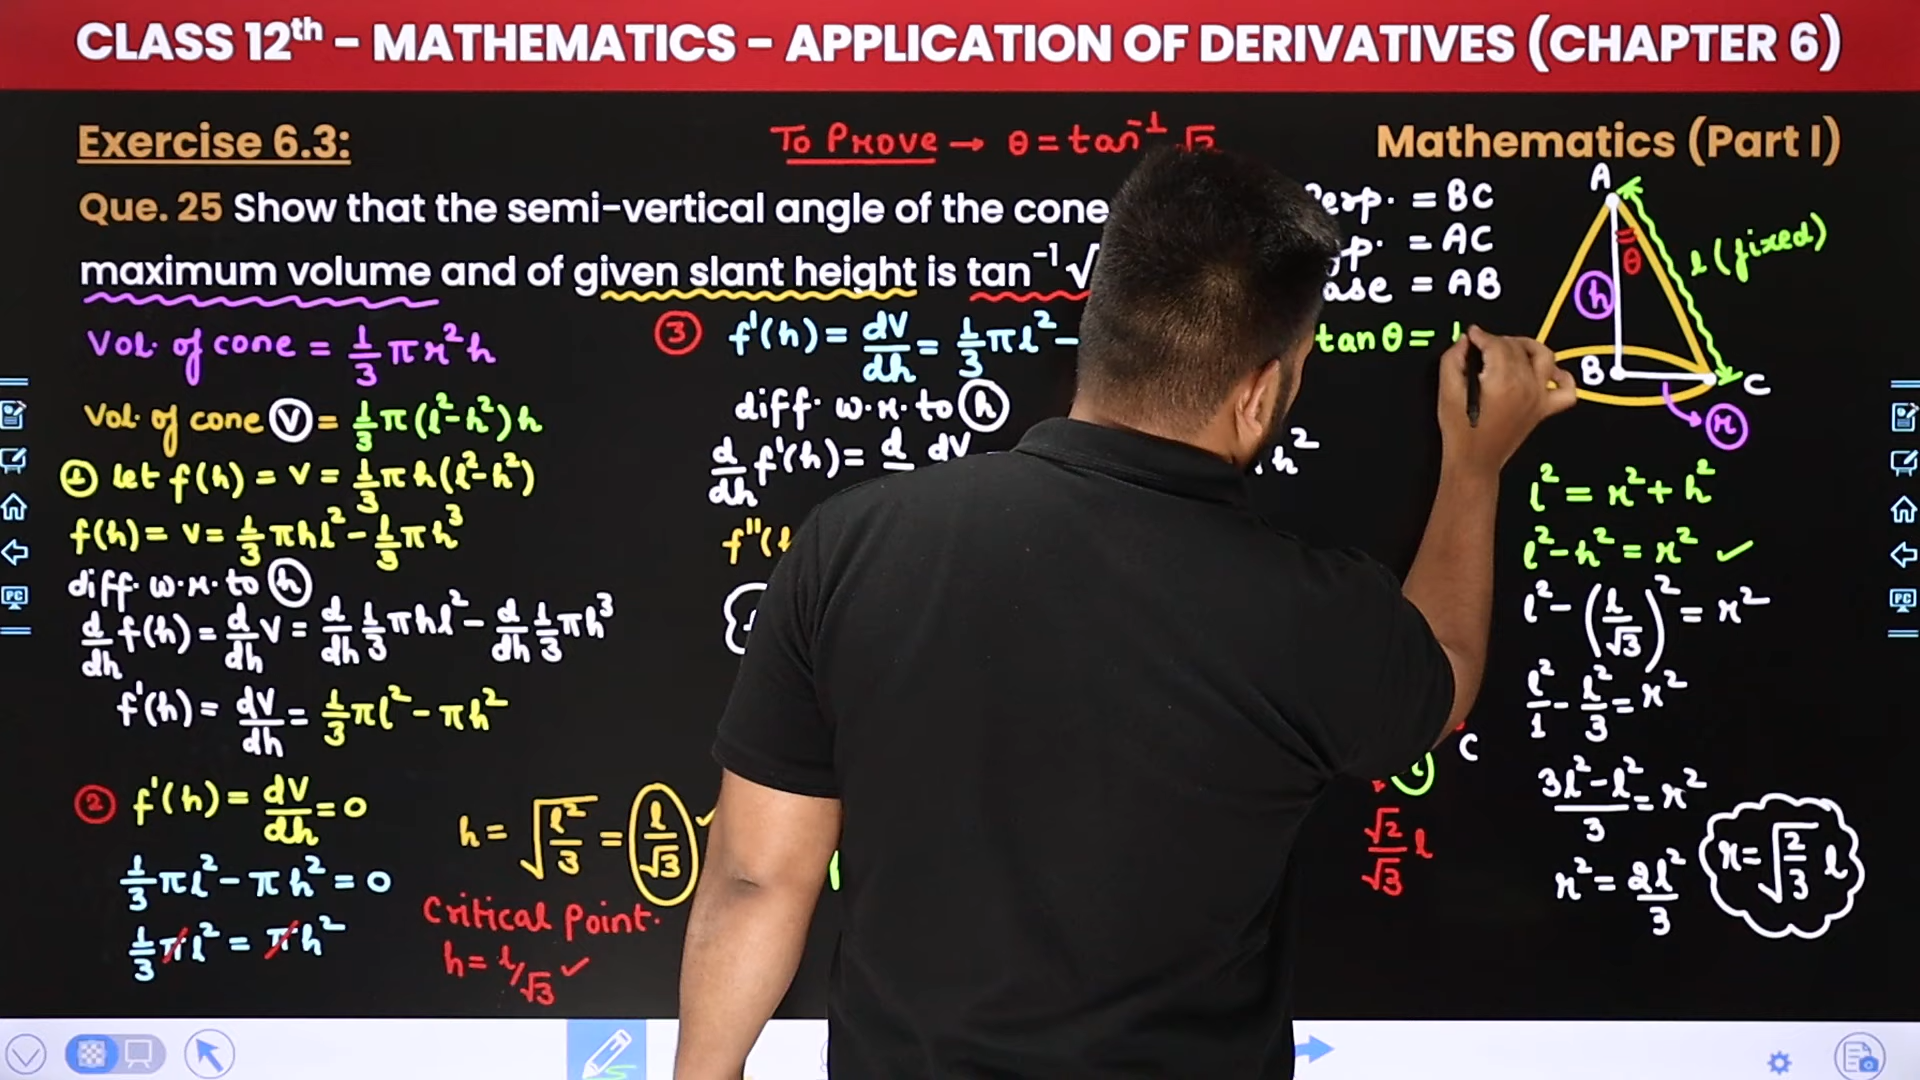 CLASS 12th - MATHEMATICS - APPLICATION OF DERIVATIVES (CHAPTER 6)
Exercise 6.3:
To Prove → θ = tan⁻¹ √2
Mathematics (Part I)
Que. 25 Show that the semi-vertical angle of the cone
maximum volume and of given slant height is tan⁻¹ √
Vol. of cone = 1/3 πr²h
Vol. of cone V = 1/3 π(l²-h²)h
① let f(h) = V = 1/3 πh(l²-h²)
f(h) = V = 1/3 πhl² - 1/3 πh³
diff. w.r. to h
d/dh f(h) = d/dh V = d/dh 1/3 πhl² - d/dh 1/3 πh³
f'(h) = dV/dh = 1/3 πl² - πh²
② f'(h) = dV/dh = 0
1/3 πl² - πh² = 0
1/3 πl² = πh²
h = √(l²/3) = l/√3
Critical Point.
h = l/√3 ✓
③ f'(h) = dV/dh = 1/3 πl² -
diff. w.r. to h
d/dh f'(h) = d dV
h²
f''(
= BC
= AC
= AB
tan θ =
C
√2/√3 l
A
θ
h
l (fixed)
B
C
r
l² = r² + h²
l² - h² = r² ✓
l² - (l/√3)² = r²
l²/1 - l²/3 = r²
(3l² - l²)/3 = r²
r² = 2l²/3
r = √(2/3) l
PC
PC